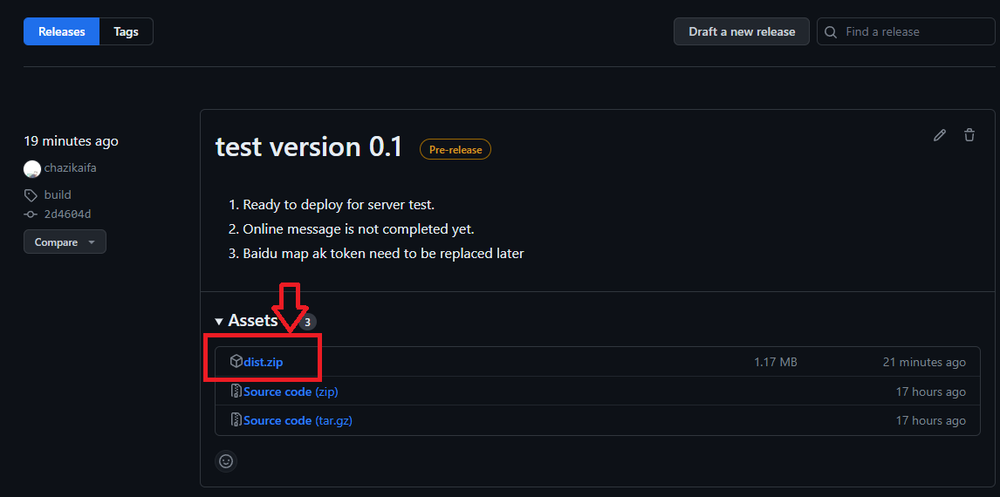 Releases Tags Draft a new release Find a release
19 minutes ago
chazikaifa
build
2d4604d
Compare
test version 0.1 Pre-release
1. Ready to deploy for server test.
2. Online message is not completed yet.
3. Baidu map ak token need to be replaced later
Assets 3
dist.zip 1.17 MB 21 minutes ago
Source code (zip) 17 hours ago
Source code (tar.gz) 17 hours ago